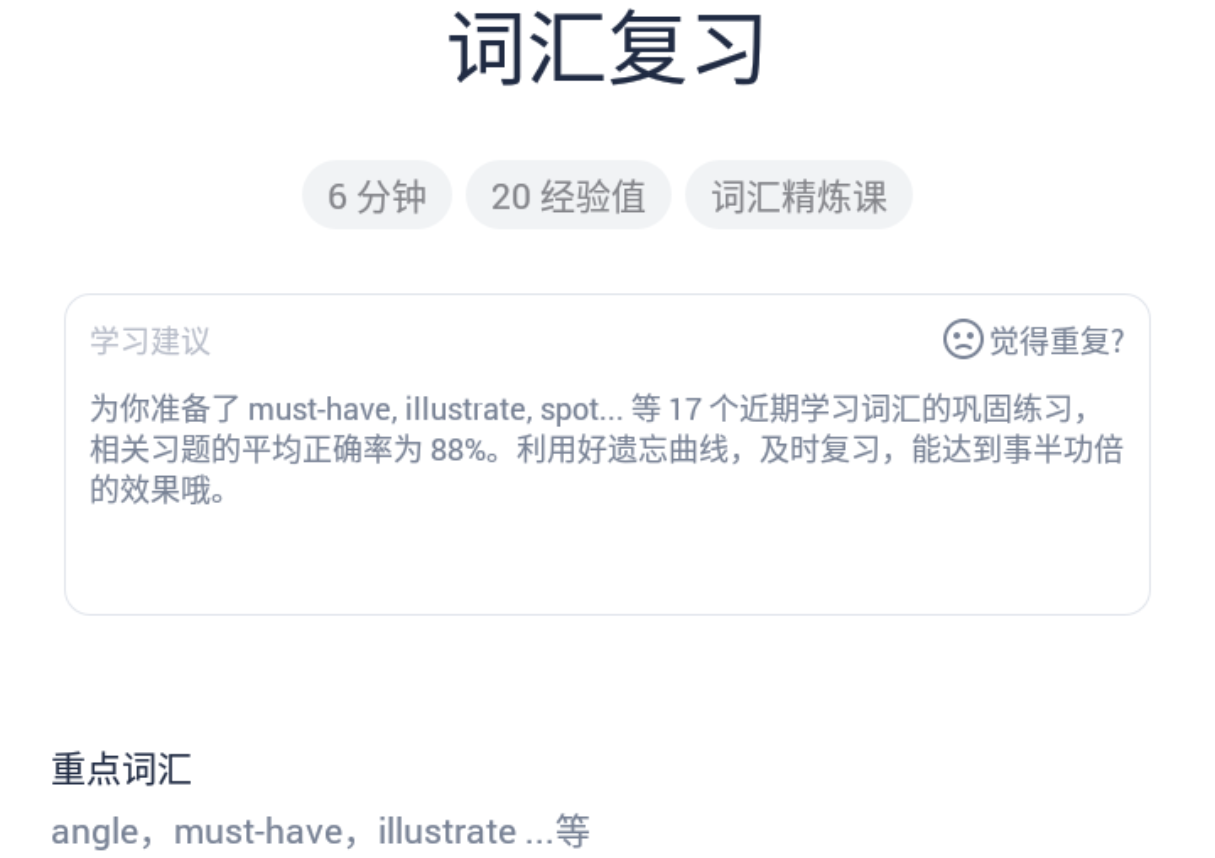 词汇复习
6 分钟
20 经验值
词汇精炼课
学习建议
觉得重复?
为你准备了 must-have, illustrate, spot... 等 17 个近期学习词汇的巩固练习，
相关习题的平均正确率为 88%。利用好遗忘曲线，及时复习，能达到事半功倍
的效果哦。
重点词汇
angle，must-have，illustrate ...等